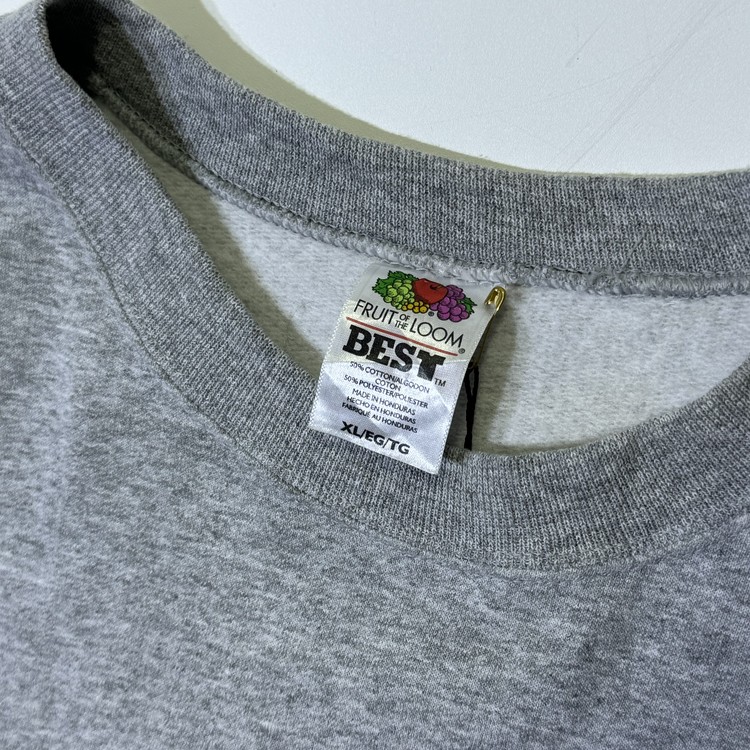 FRUIT OF THE LOOM®
BEST™
50% COTTON/ALGODON
COTON
50% POLYESTER/POLIESTER
MADE IN HONDURAS
HECHO EN HONDURAS
FABRIQUE AU HONDURAS
XL/EG/TG